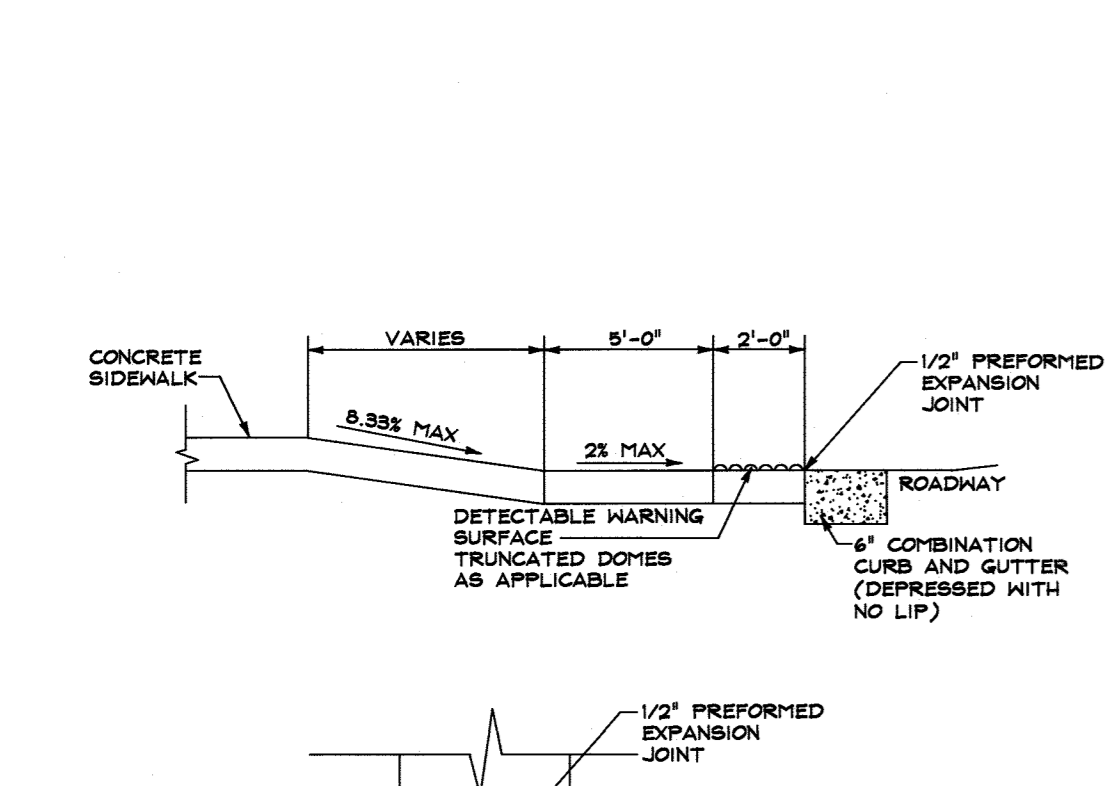 VARIES
5'-0"
2'-0"
CONCRETE
SIDEWALK
1/2" PREFORMED
EXPANSION
JOINT
8.33% MAX
2% MAX
ROADWAY
DETECTABLE WARNING
SURFACE
TRUNCATED DOMES
AS APPLICABLE
6" COMBINATION
CURB AND GUTTER
(DEPRESSED WITH
NO LIP)
1/2" PREFORMED
EXPANSION
JOINT